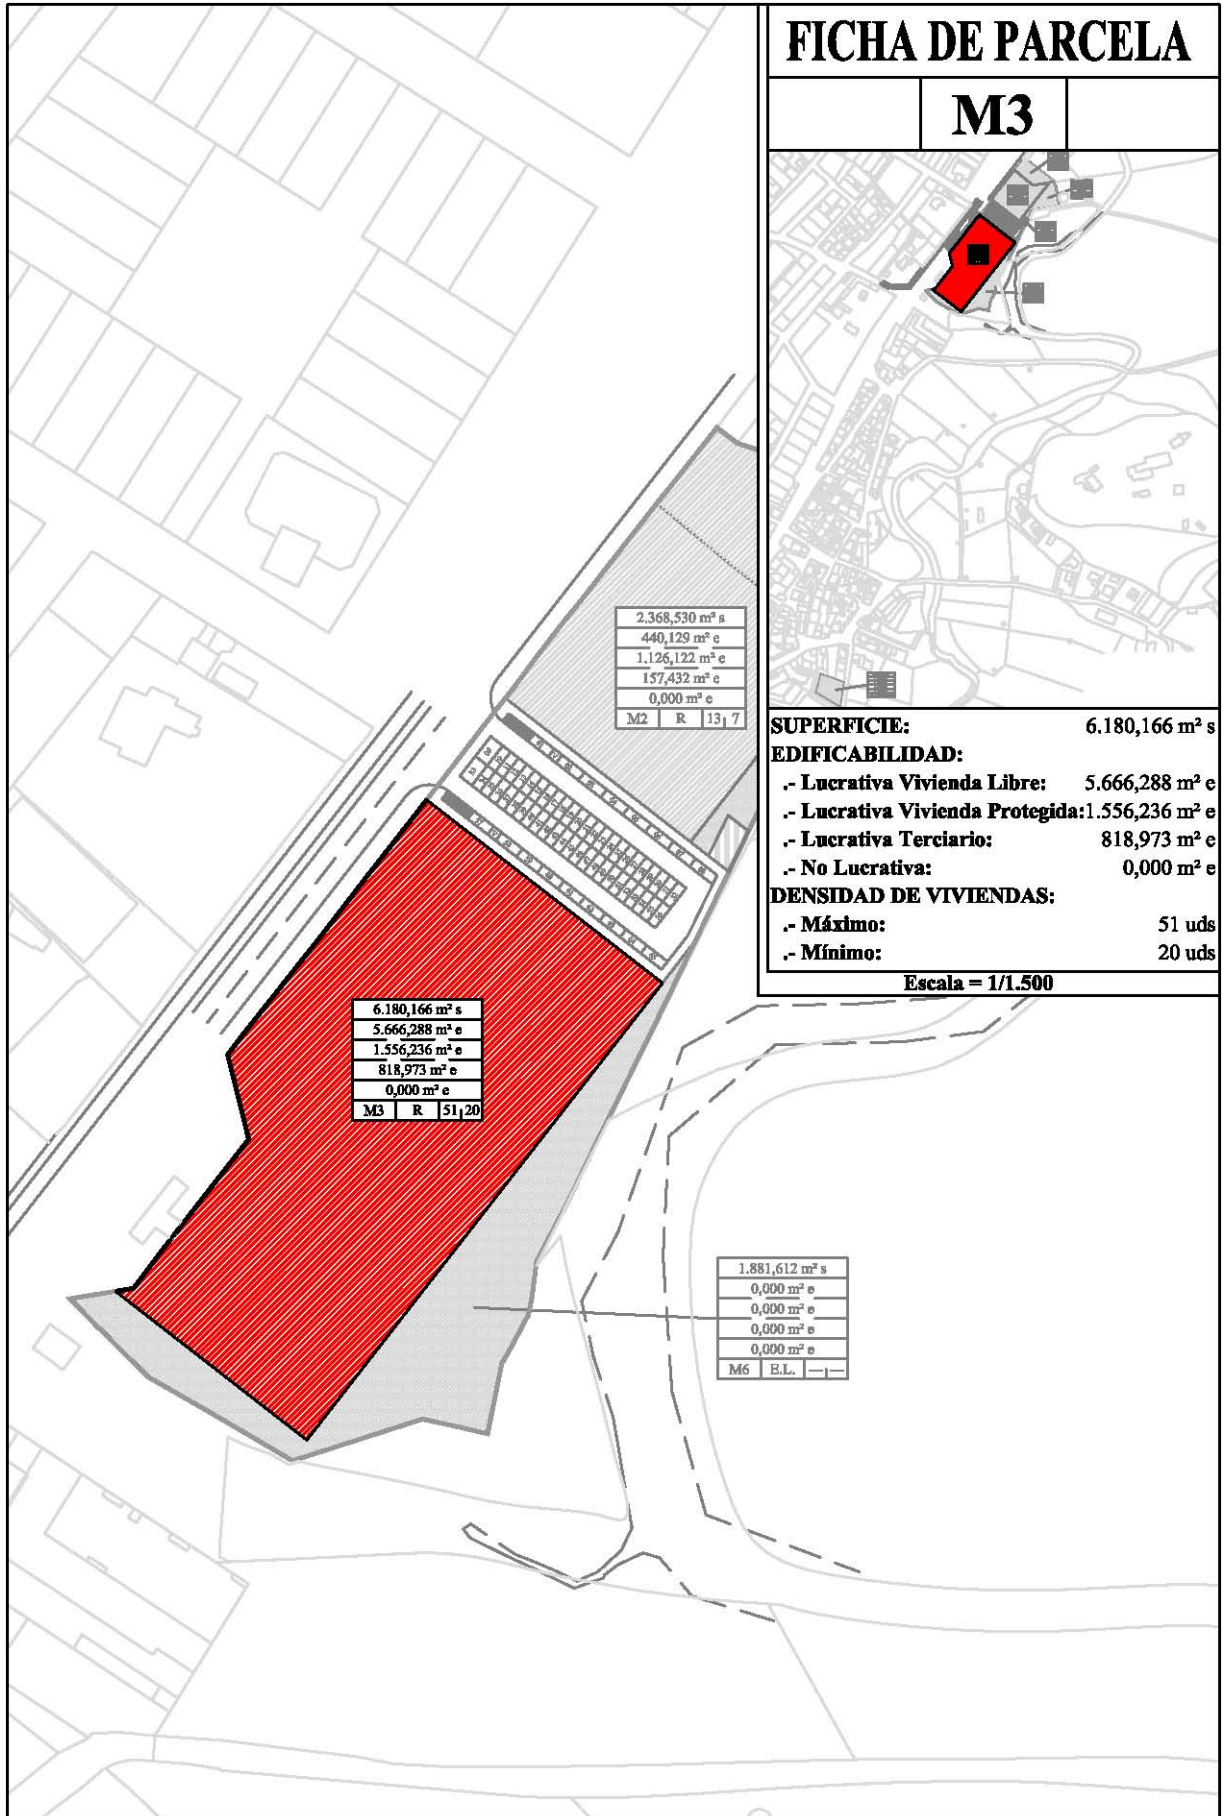 FICHA DE PARCELA
M3
SUPERFICIE: 6.180,166 m² s
EDIFICABILIDAD:
.- Lucrativa Vivienda Libre: 5.666,288 m² e
.- Lucrativa Vivienda Protegida: 1.556,236 m² e
.- Lucrativa Terciario: 818,973 m² e
.- No Lucrativa: 0,000 m² e
DENSIDAD DE VIVIENDAS:
.- Máximo: 51 uds
.- Mínimo: 20 uds
Escala = 1/1.500
2.368,530 m² s
440,129 m² e
1.126,122 m² e
157,432 m² e
0,000 m² e
M2 R 13 7
6.180,166 m² s
5.666,288 m² e
1.556,236 m² e
818,973 m² e
0,000 m² e
M3 R 51 20
1.881,612 m² s
0,000 m² e
0,000 m² e
0,000 m² e
0,000 m² e
M6 E.L. — —